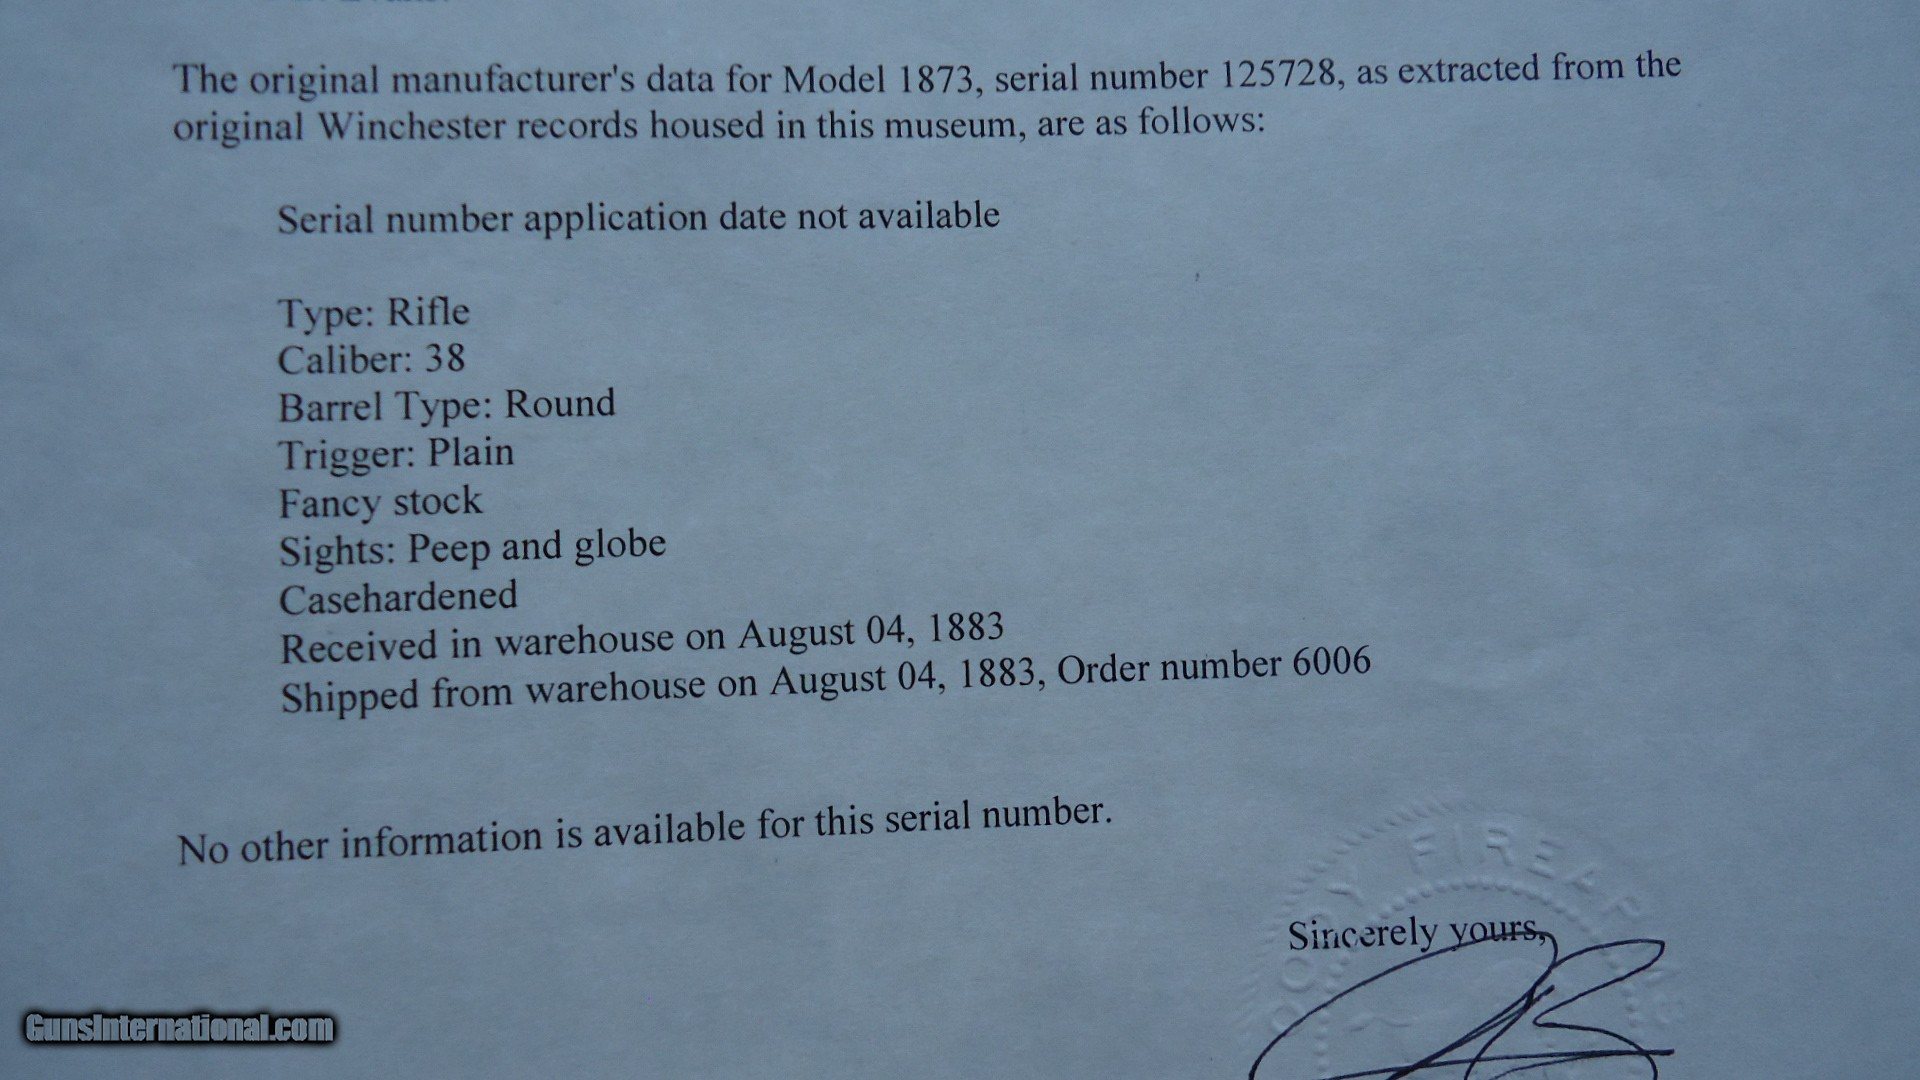 The original manufacturer's data for Model 1873, serial number 125728, as extracted from the
original Winchester records housed in this museum, are as follows:
Serial number application date not available
Type: Rifle
Caliber: 38
Barrel Type: Round
Trigger: Plain
Fancy stock
Sights: Peep and globe
Casehardened
Received in warehouse on August 04, 1883
Shipped from warehouse on August 04, 1883, Order number 6006
No other information is available for this serial number.
Sincerely yours,
GunsInternational.com